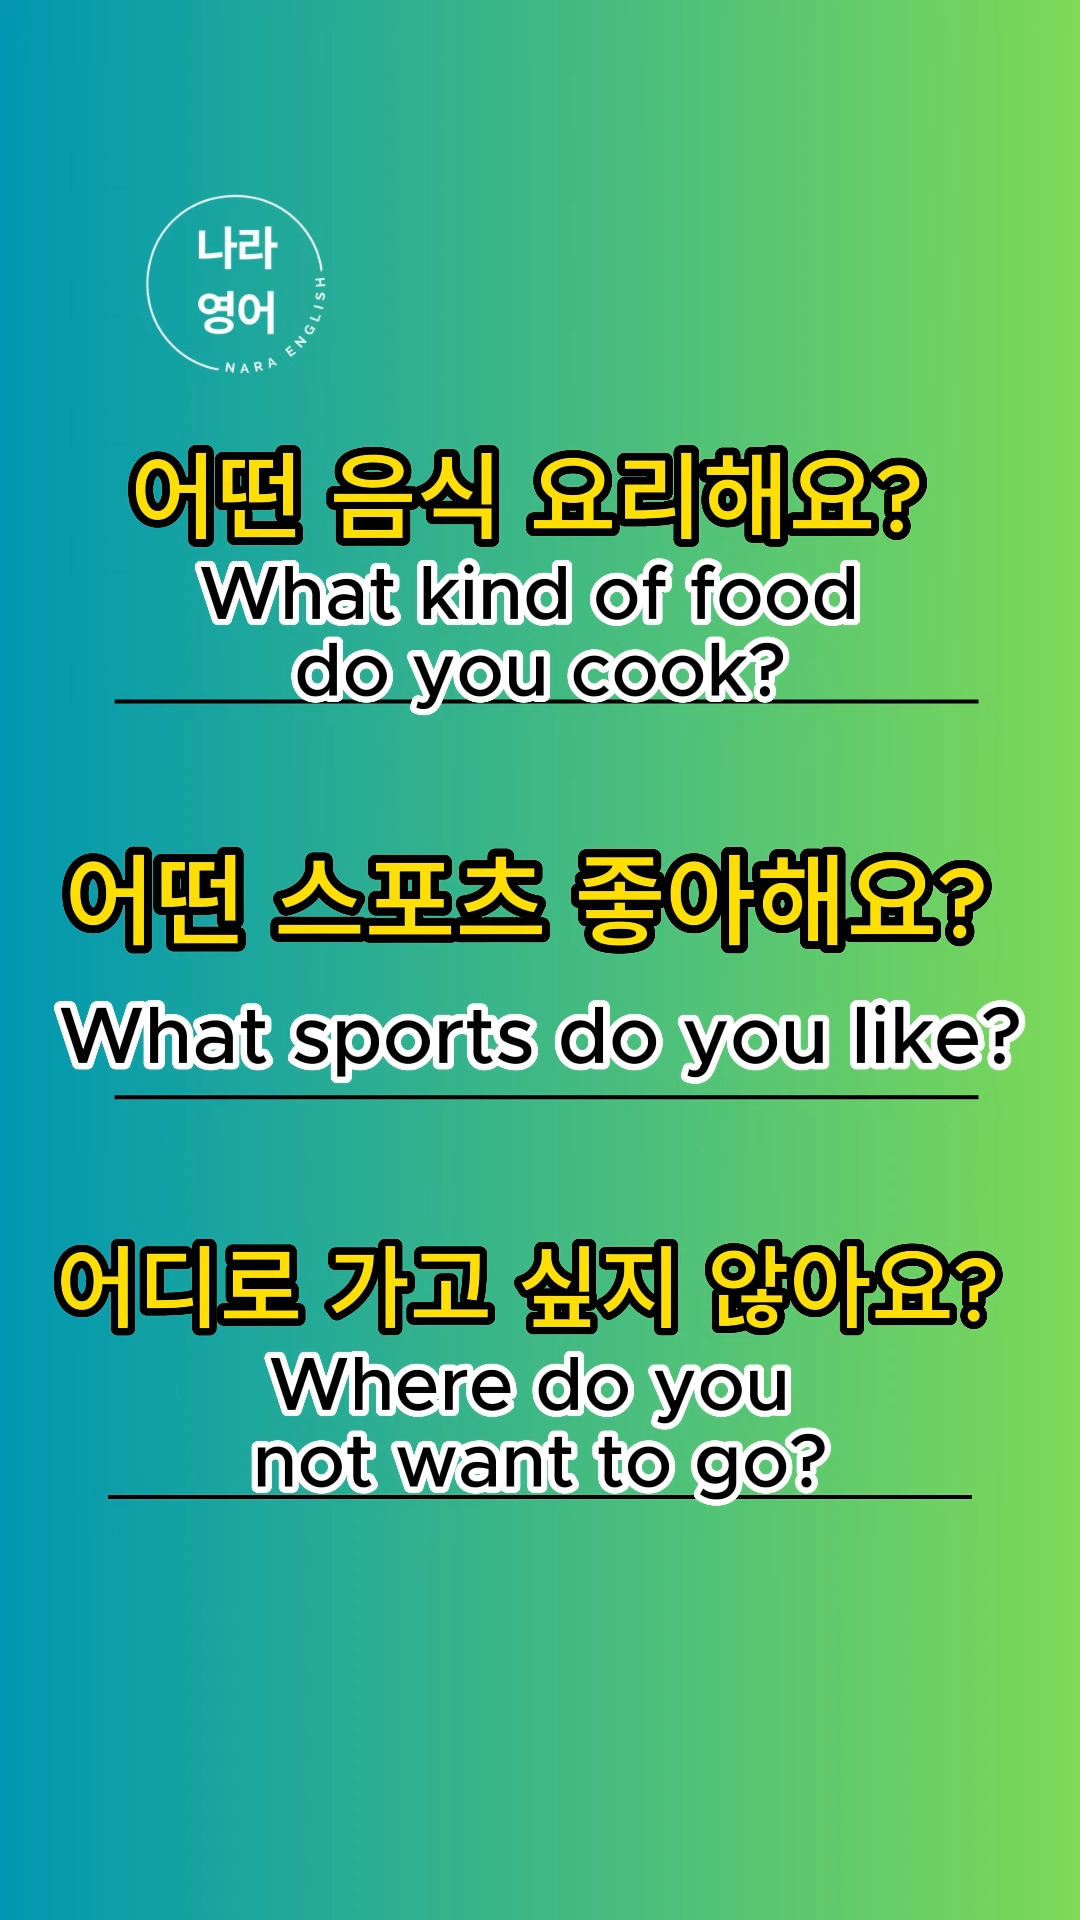 나라
영어
NARA ENGLISH
어떤 음식 요리해요?
What kind of food
do you cook?
어떤 스포츠 좋아해요?
What sports do you like?
어디로 가고 싶지 않아요?
Where do you
not want to go?